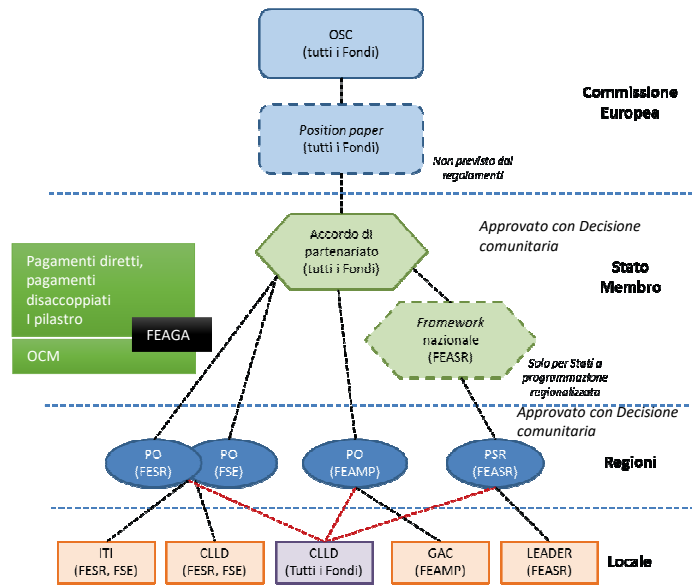 OSC
(tutti i Fondi)
Commissione
Europea
Position paper
(tutti i Fondi)
Non previsto dai
regolamenti
Accordo di
partenariato
(tutti i Fondi)
Approvato con Decisione
comunitaria
Stato
Membro
Pagamenti diretti,
pagamenti
disaccoppiati
I pilastro
FEAGA
OCM
Framework
nazionale
(FEASR)
Solo per Stati a
programmazione
regionalizzata
Approvato con Decisione
comunitaria
PO
(FESR)
PO
(FSE)
PO
(FEAMP)
PSR
(FEASR)
Regioni
ITI
(FESR, FSE)
CLLD
(FESR, FSE)
CLLD
(Tutti i Fondi)
GAC
(FEAMP)
LEADER
(FEASR)
Locale